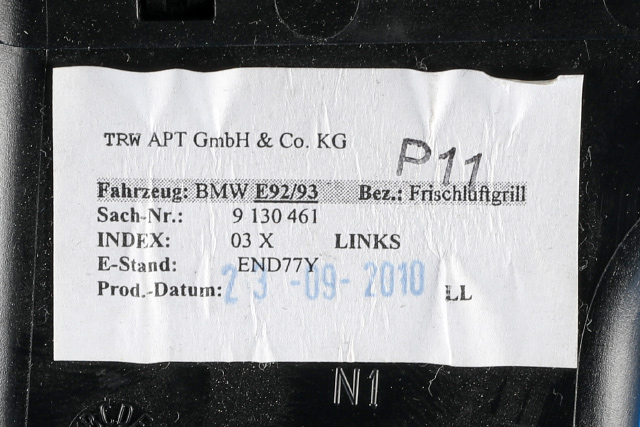 TRW APT GmbH & Co. KG
P11
Fahrzeug: BMW E92/93 Bez.: Frischluftgrill
Sach-Nr.: 9 130 461
INDEX: 03 X LINKS
E-Stand: END77Y
Prod.-Datum: 23 -09- 2010 LL
N1